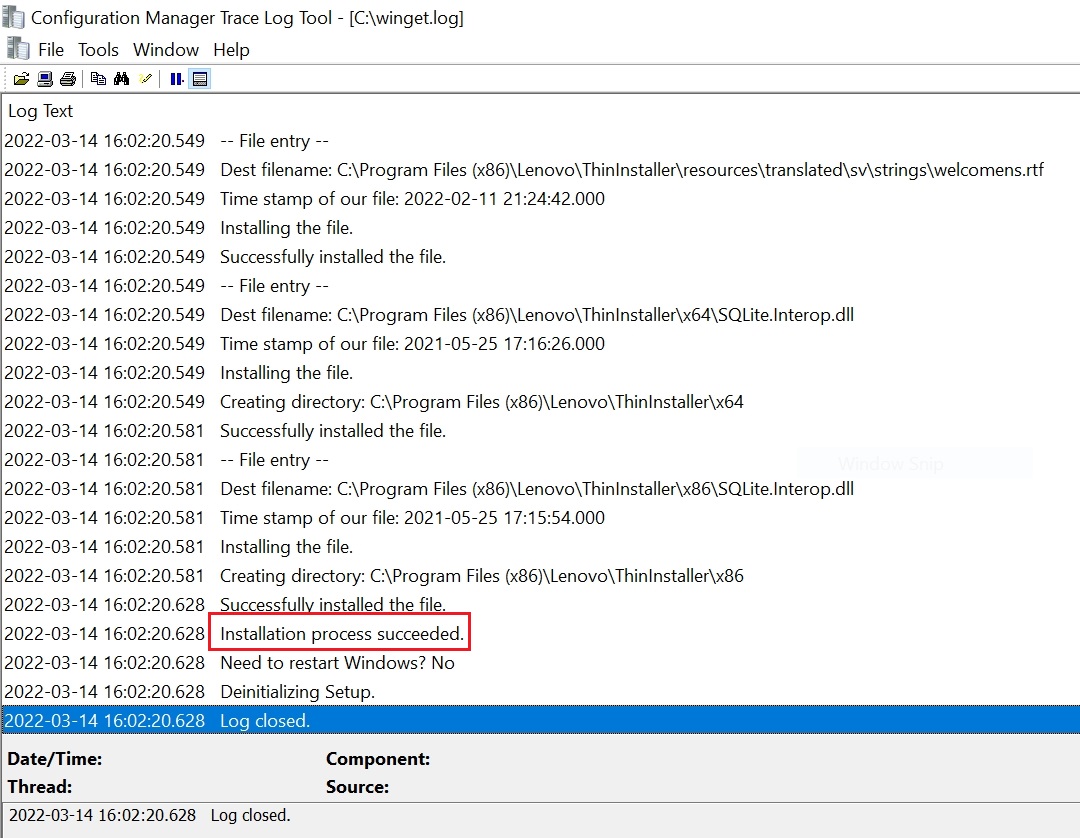 Configuration Manager Trace Log Tool - [C:\winget.log]
File Tools Window Help
Log Text
2022-03-14 16:02:20.549 -- File entry --
2022-03-14 16:02:20.549 Dest filename: C:\Program Files (x86)\Lenovo\ThinInstaller\resources\translated\sv\strings\welcomens.rtf
2022-03-14 16:02:20.549 Time stamp of our file: 2022-02-11 21:24:42.000
2022-03-14 16:02:20.549 Installing the file.
2022-03-14 16:02:20.549 Successfully installed the file.
2022-03-14 16:02:20.549 -- File entry --
2022-03-14 16:02:20.549 Dest filename: C:\Program Files (x86)\Lenovo\ThinInstaller\x64\SQLite.Interop.dll
2022-03-14 16:02:20.549 Time stamp of our file: 2021-05-25 17:16:26.000
2022-03-14 16:02:20.549 Installing the file.
2022-03-14 16:02:20.549 Creating directory: C:\Program Files (x86)\Lenovo\ThinInstaller\x64
2022-03-14 16:02:20.581 Successfully installed the file.
2022-03-14 16:02:20.581 -- File entry --
Window Snip
2022-03-14 16:02:20.581 Dest filename: C:\Program Files (x86)\Lenovo\ThinInstaller\x86\SQLite.Interop.dll
2022-03-14 16:02:20.581 Time stamp of our file: 2021-05-25 17:15:54.000
2022-03-14 16:02:20.581 Installing the file.
2022-03-14 16:02:20.581 Creating directory: C:\Program Files (x86)\Lenovo\ThinInstaller\x86
2022-03-14 16:02:20.628 Successfully installed the file.
2022-03-14 16:02:20.628 Installation process succeeded.
2022-03-14 16:02:20.628 Need to restart Windows? No
2022-03-14 16:02:20.628 Deinitializing Setup.
2022-03-14 16:02:20.628 Log closed.
Date/Time: Component:
Thread: Source:
2022-03-14 16:02:20.628 Log closed.